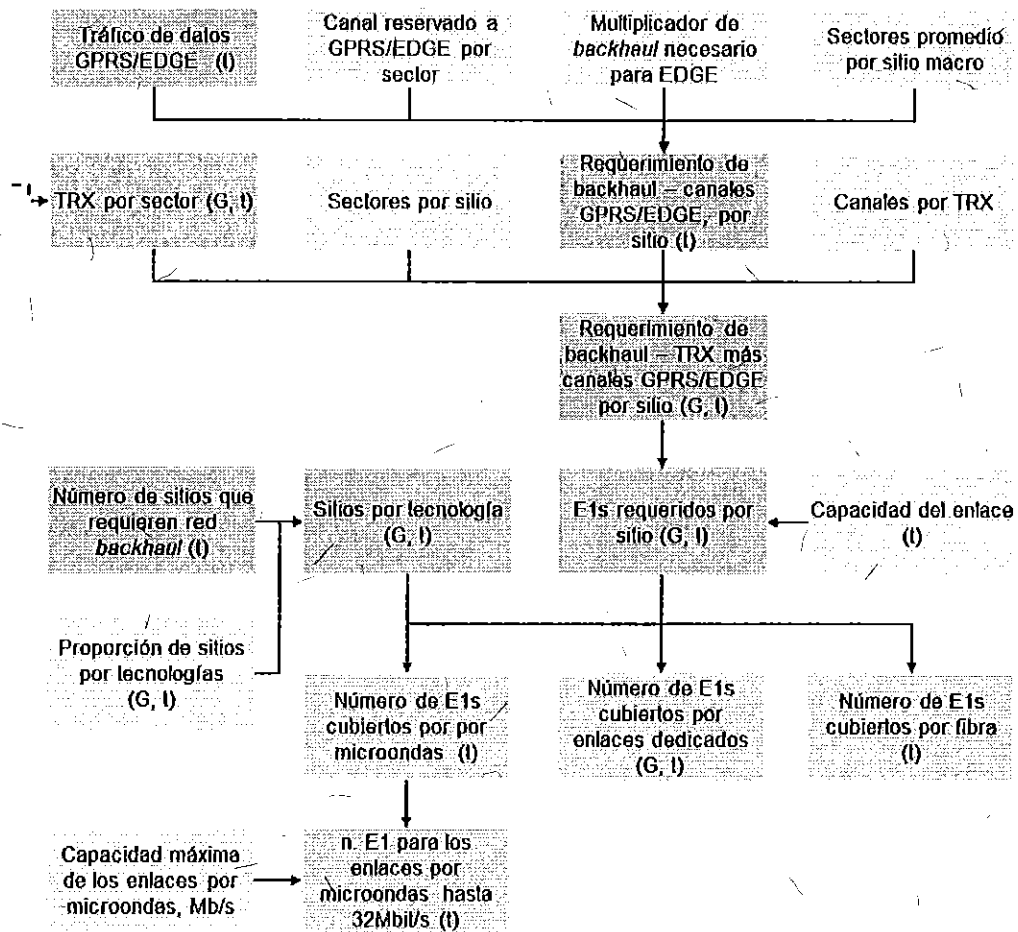 Tráfico de datos
GPRS/EDGE (t)
Canal reservado a
GPRS/EDGE por
sector
Multiplicador de
backhaul necesario
para EDGE
Sectores promedio
por sitio macro
TRX por sector (G, t)
Sectores por sitio
Requerimiento de
backhaul – canales
GPRS/EDGE, por
sitio (t)
Canales por TRX
Requerimiento de
backhaul – TRX más
canales GPRS/EDGE
por sitio (G, t)
Número de sitios que
requieren red
backhaul (t)
Sitios por tecnología
(G, t)
E1s requeridos por
sitio (G, t)
Capacidad del enlace
(t)
Proporción de sitios
por tecnologías
(G, t)
Número de E1s
cubiertos por por
microondas (t)
Número de E1s
cubiertos por
enlaces dedicados
(G, t)
Número de E1s
cubiertos por fibra
(t)
Capacidad máxima
de los enlaces por
microondas, Mb/s
n. E1 para los
enlaces por
microondas hasta
32Mbit/s (t)